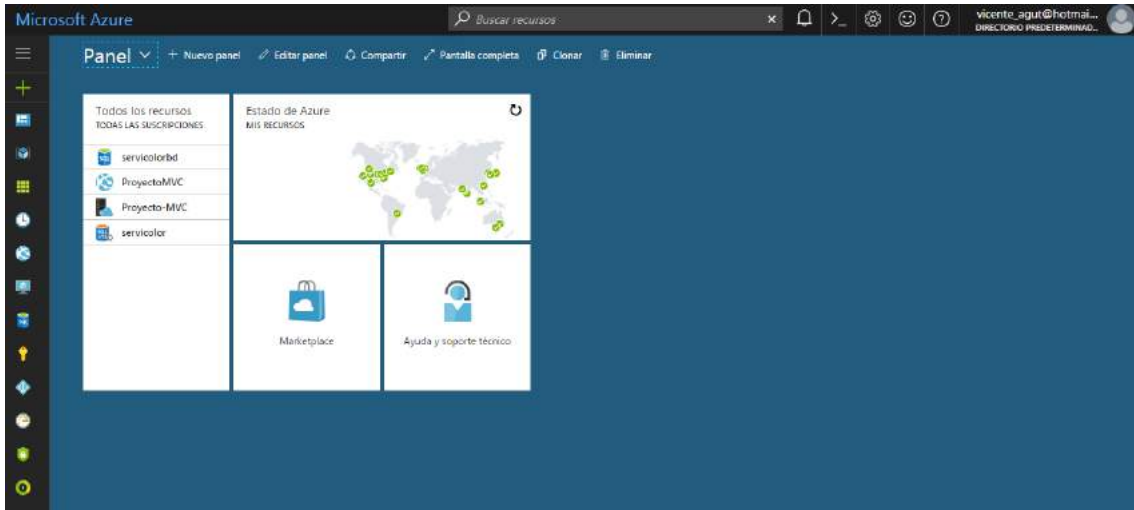 Microsoft Azure
Buscar recursos
vicente_agut@hotmai...
DIRECTORIO PREDETERMINAD...
Panel
+ Nuevo panel
Editar panel
Compartir
Pantalla completa
Clonar
Eliminar
Todos los recursos
TODAS LAS SUSCRIPCIONES
servicolorbd
ProyectoMVC
Proyecto-MVC
servicolor
Estado de Azure
MIS RECURSOS
Marketplace
Ayuda y soporte técnico